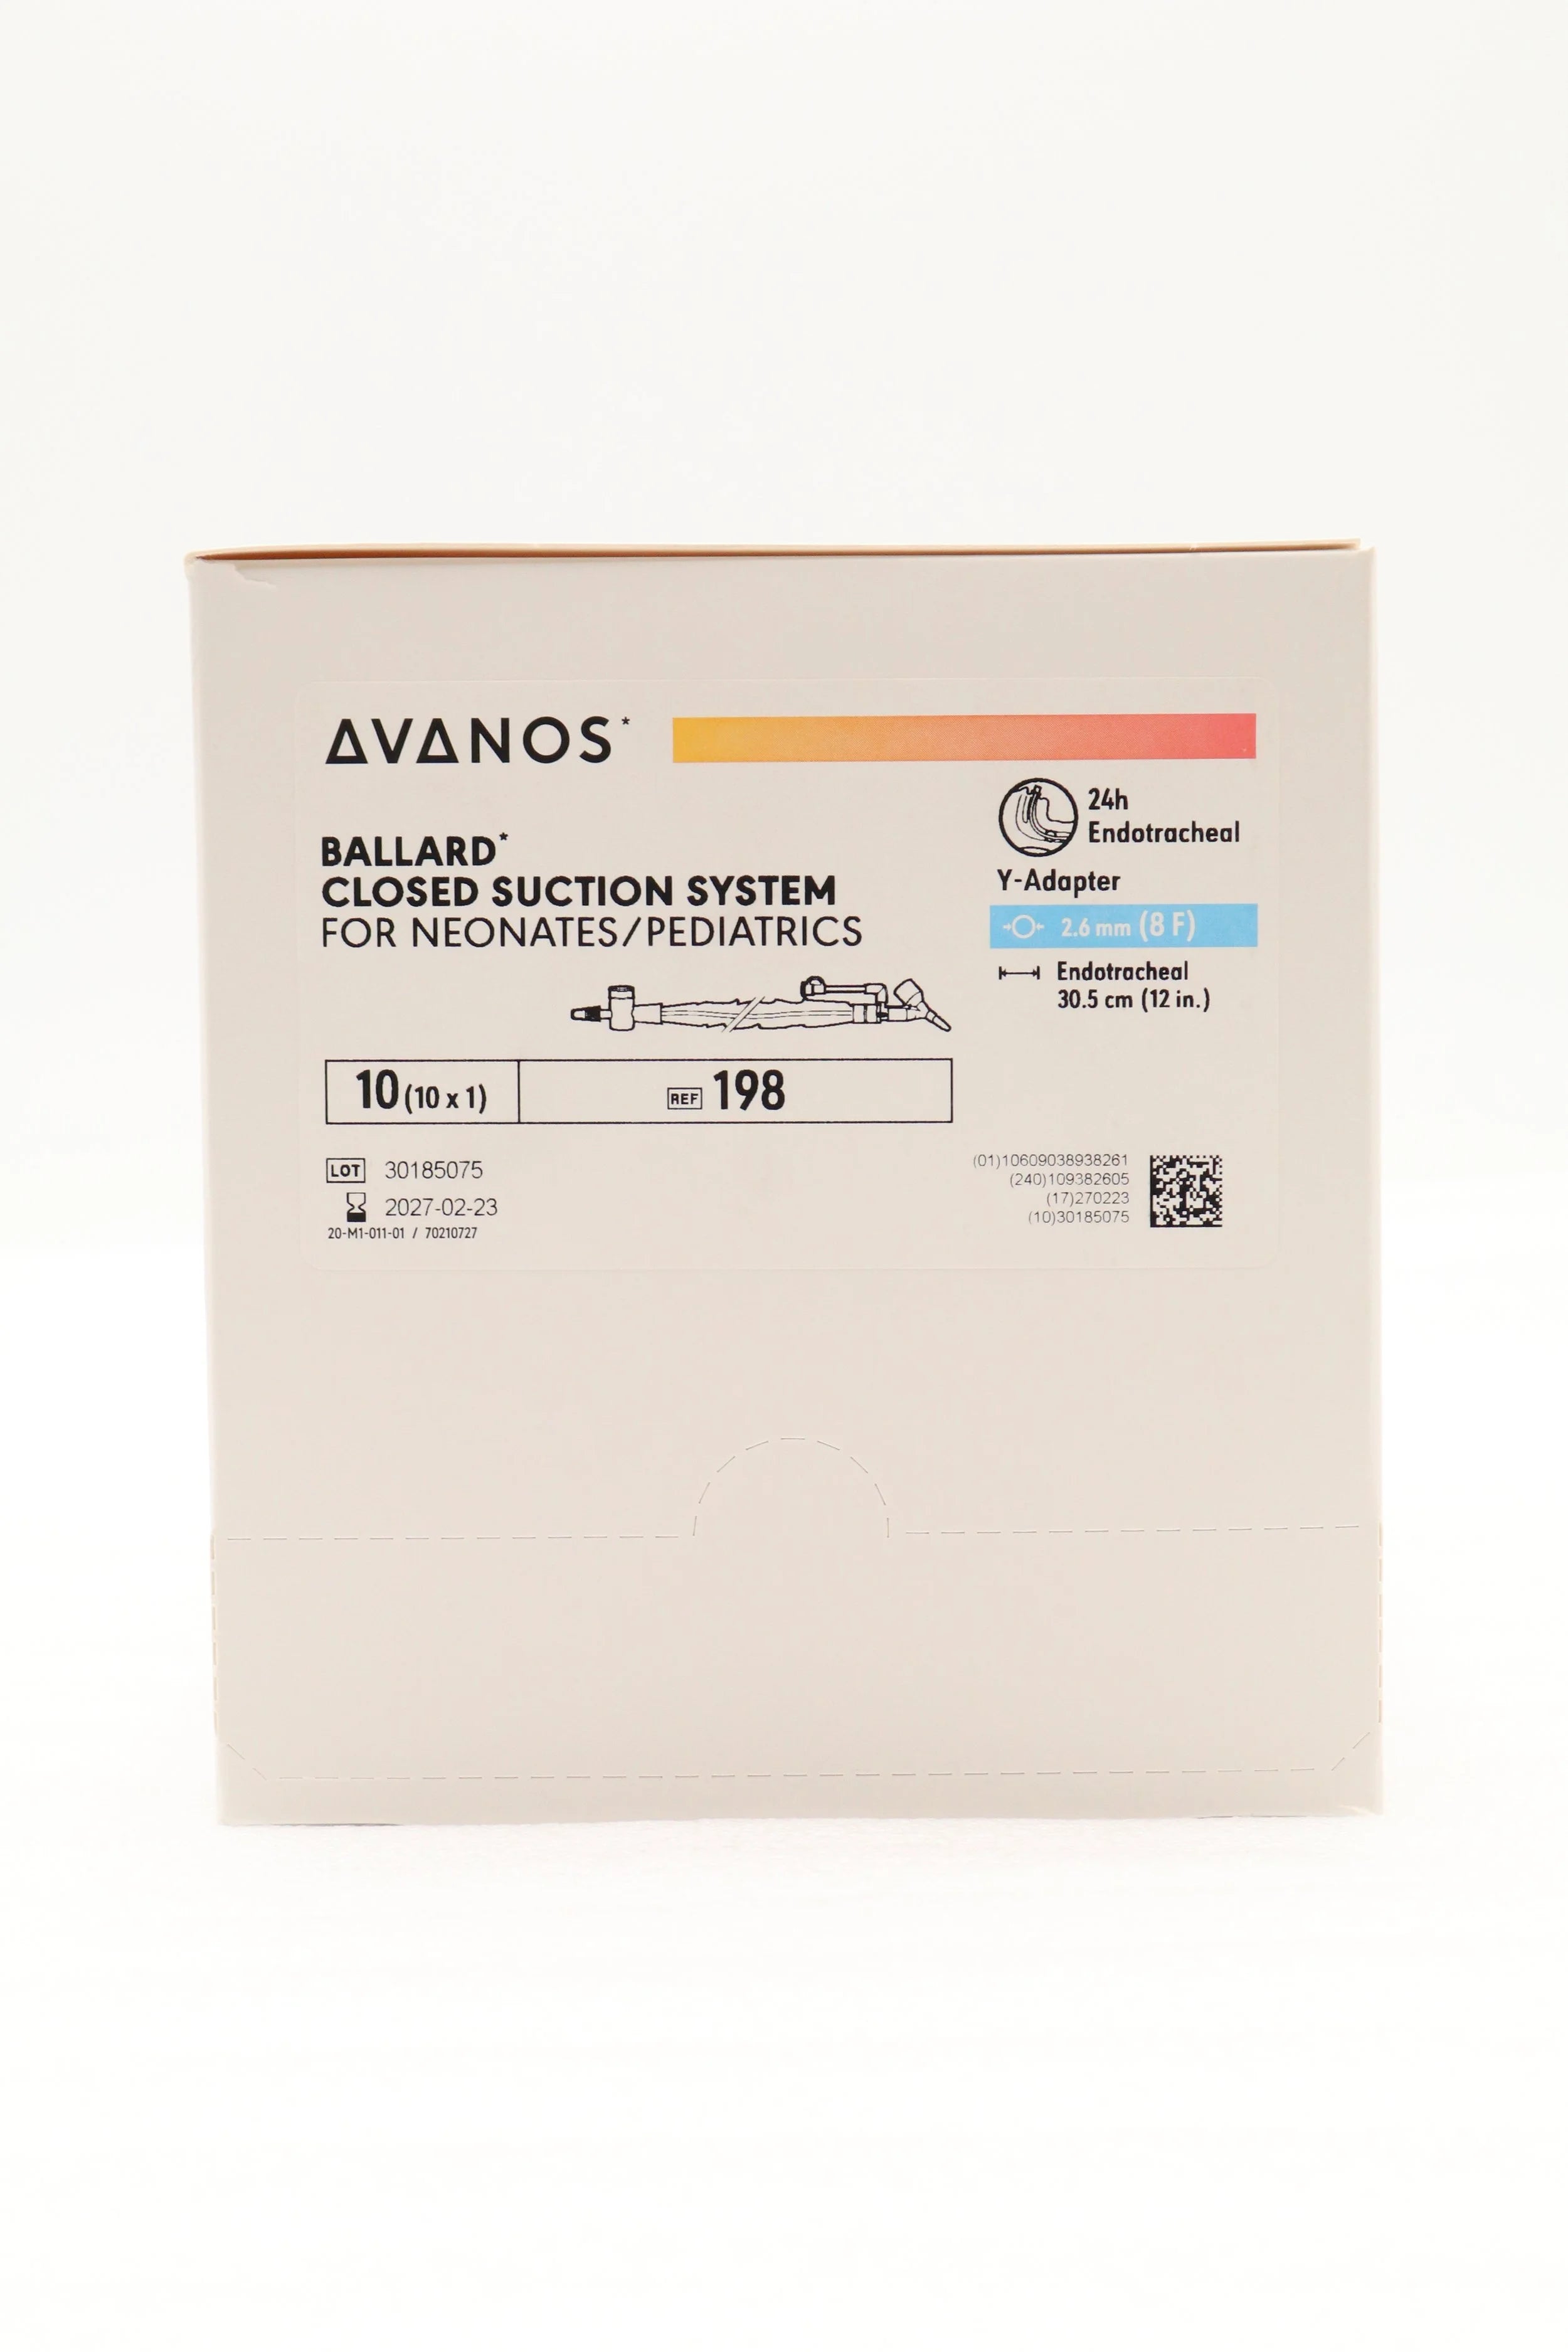 AVANOS*
24h
Endotracheal
BALLARD*
CLOSED SUCTION SYSTEM
FOR NEONATES/PEDIATRICS
Y-Adapter
2.6 mm (8 F)
Endotracheal
30.5 cm (12 in.)
10 (10 x 1) REF 198
LOT 30185075
2027-02-23
20-M1-011-01 / 70210727
(01)10609038938261
(240)109382605
(17)270223
(10)30185075